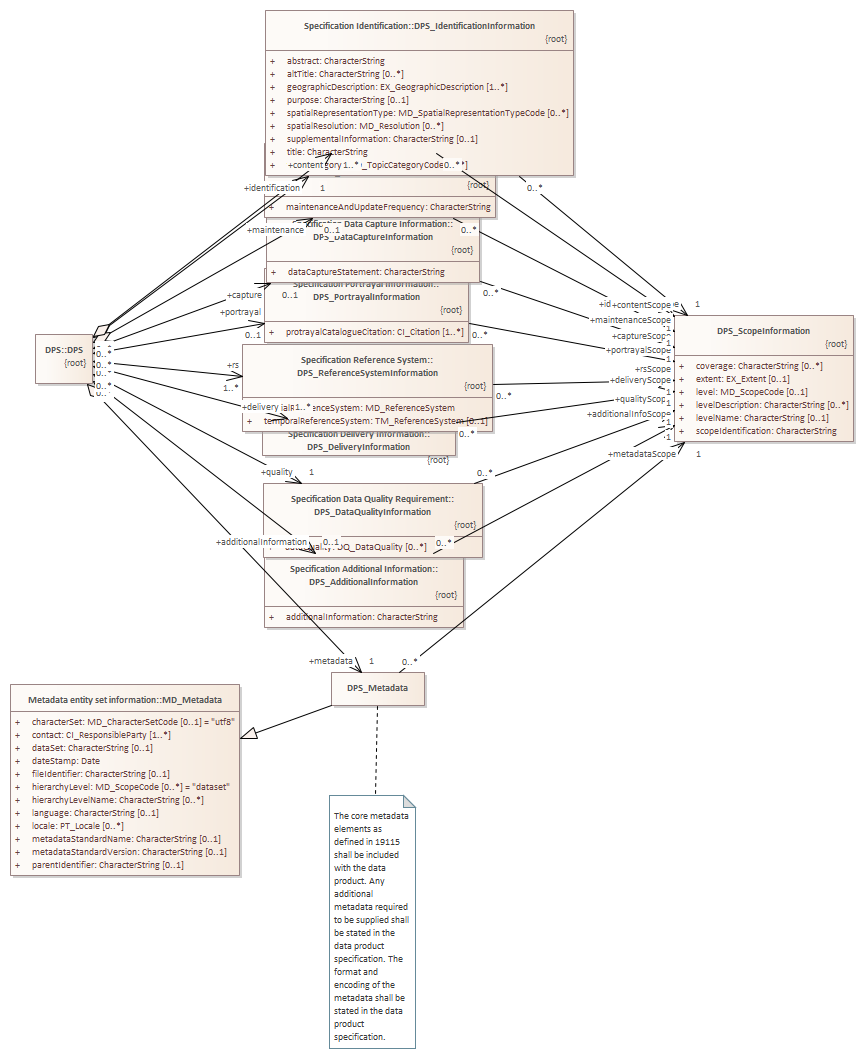 Specification Identification::DPS_IdentificationInformation
{root}
+ abstract: CharacterString
+ altTitle: CharacterString [0..*]
+ geographicDescription: EX_GeographicDescription [1..*]
+ purpose: CharacterString [0..1]
+ spatialRepresentationType: MD_SpatialRepresentationTypeCode [0..*]
+ spatialResolution: MD_Resolution [0..*]
+ supplementalInformation: CharacterString [0..1]
+ title: CharacterString
+ +content 1..* _TopicCategoryCode 0..*
+identification 1
{root}
0..*
+ maintenanceAndUpdateFrequency: CharacterString
+maintenance 0..1
0..*
Data Capture Information::
DPS_DataCaptureInformation
{root}
+ dataCaptureStatement: CharacterString
+capture 0..1
0..*
Specification Portrayal Information::
DPS_PortrayalInformation
{root}
+portrayal
0..1
+ protrayalCatalogueCitation: CI_Citation [1..*]
0..*
DPS::DPS
{root}
0..*
0..*
0..*
0..*
0..*
+contentScope
1
+maintenanceScope
+captureScope
+portrayalScope
+rsScope
+deliveryScope
+qualityScope
+additionalInfoScope
+metadataScope
1
DPS_ScopeInformation
{root}
+ coverage: CharacterString [0..*]
+ extent: EX_Extent [0..1]
+ level: MD_ScopeCode [0..1]
+ levelDescription: CharacterString [0..*]
+ levelName: CharacterString [0..1]
+ scopeIdentification: CharacterString
+rs
1..*
Specification Reference System::
DPS_ReferenceSystemInformation
{root}
0..*
+delivery 1..* enceSystem: MD_ReferenceSystem
+ temporalReferenceSystem: TM_ReferenceSystem [0..1]
Specification Delivery Information::
DPS_DeliveryInformation
{root}
0..*
+quality 1
0..*
Specification Data Quality Requirement::
DPS_DataQualityInformation
{root}
DQ_DataQuality [0..*]
0..*
+additionalInformation 0..1
Specification Additional Information::
DPS_AdditionalInformation
{root}
+ additionalInformation: CharacterString
+metadata 1
0..*
DPS_Metadata
Metadata entity set information::MD_Metadata
+ characterSet: MD_CharacterSetCode [0..1] = "utf8"
+ contact: CI_ResponsibleParty [1..*]
+ dataSet: CharacterString [0..1]
+ dateStamp: Date
+ fileIdentifier: CharacterString [0..1]
+ hierarchyLevel: MD_ScopeCode [0..*] = "dataset"
+ hierarchyLevelName: CharacterString [0..*]
+ language: CharacterString [0..1]
+ locale: PT_Locale [0..*]
+ metadataStandardName: CharacterString [0..1]
+ metadataStandardVersion: CharacterString [0..1]
+ parentIdentifier: CharacterString [0..1]
The core metadata
elements as
defined in 19115
shall be included
with the data
product. Any
additional
metadata required
to be supplied shall
be stated in the
data product
specification. The
format and
encoding of the
metadata shall be
stated in the data
product
specification.